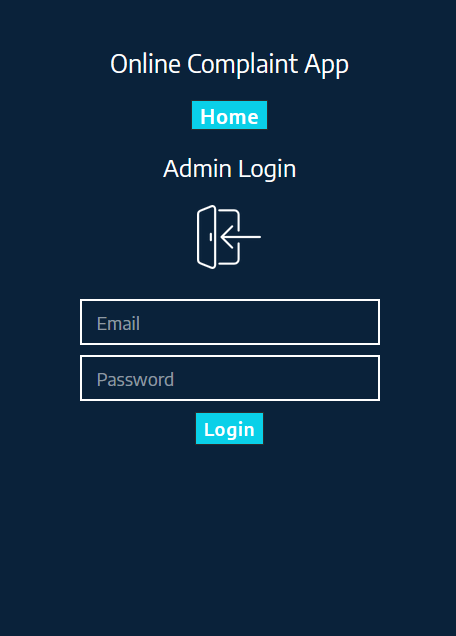 Online Complaint App
Home
Admin Login
Email
Password
Login